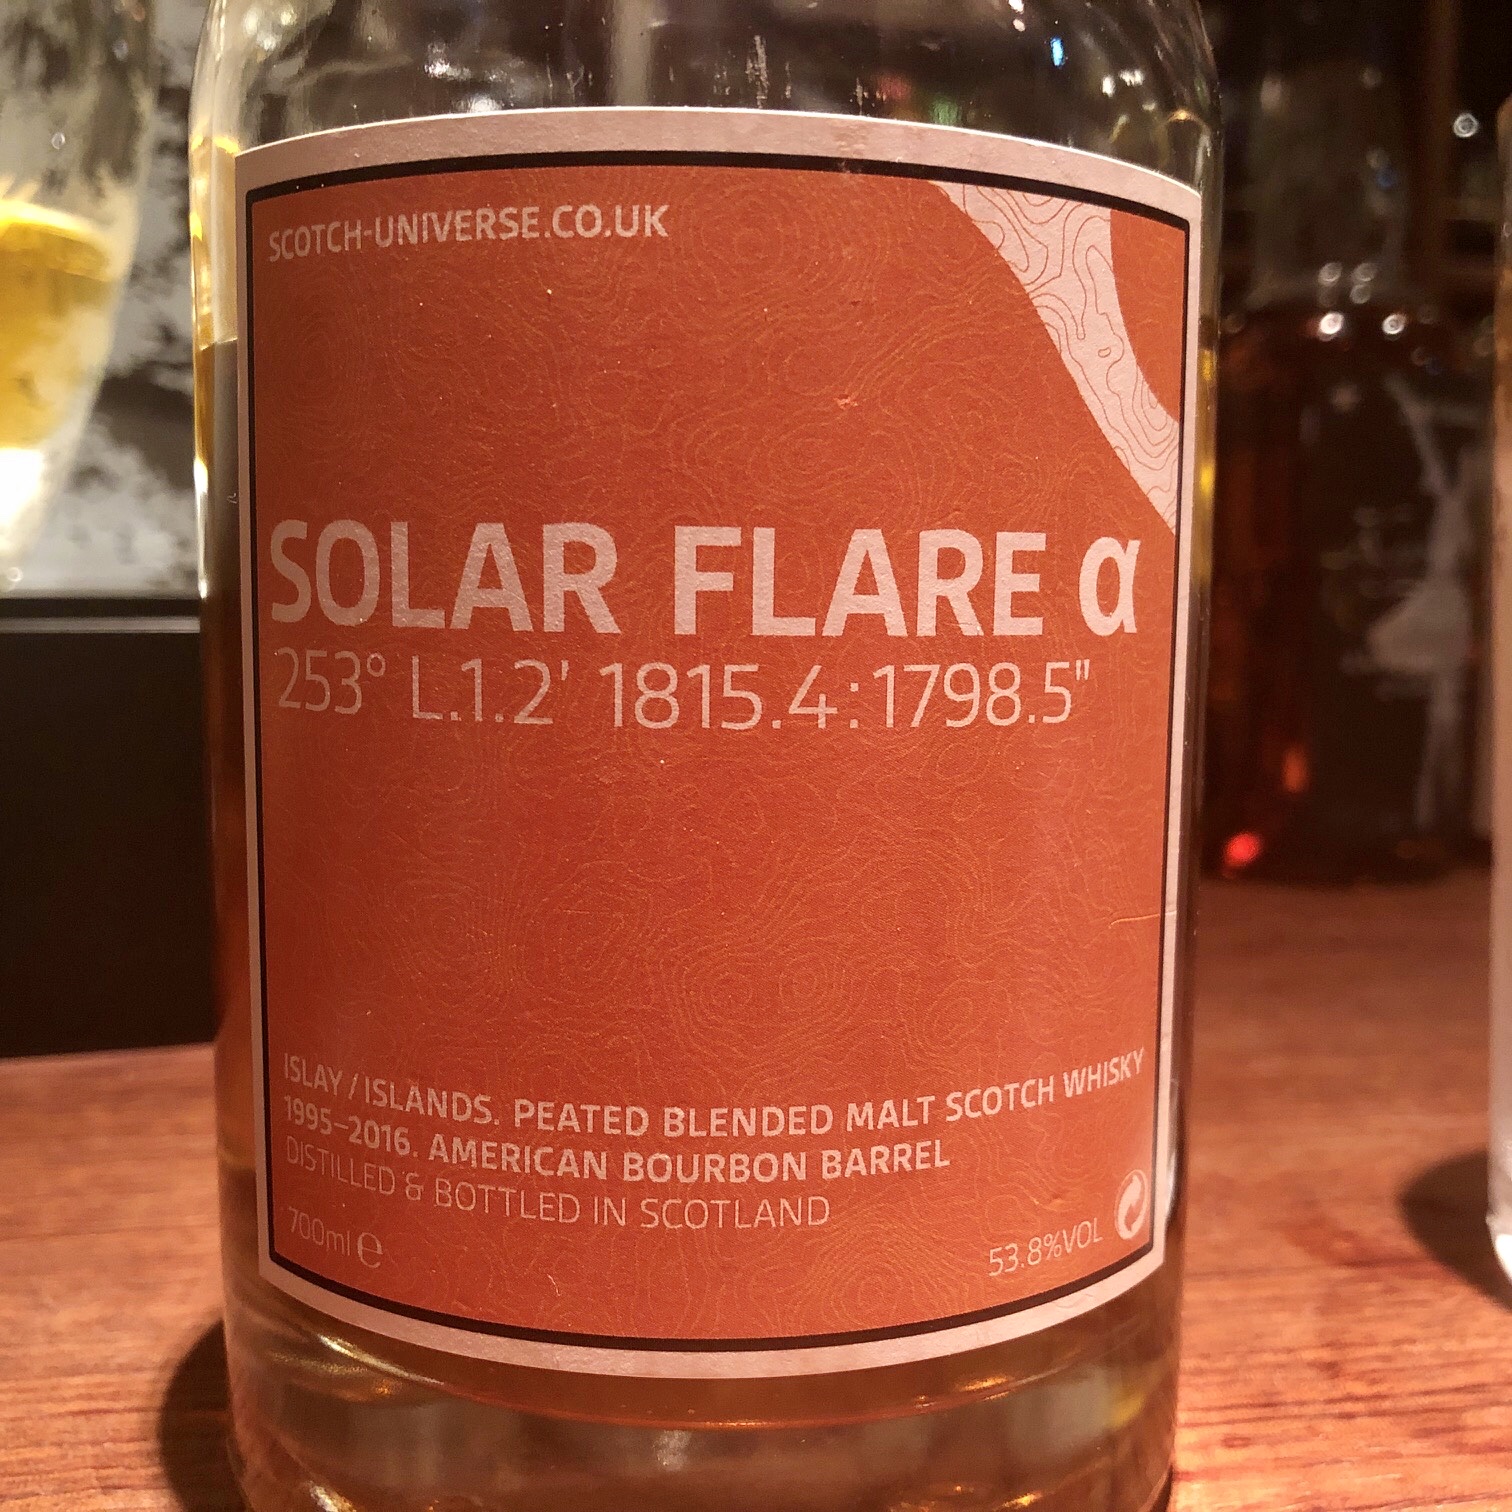 SCOTCH-UNIVERSE.CO.UK
SOLAR FLARE α
253° L.1.2' 1815.4:1798.5"
ISLAY / ISLANDS. PEATED BLENDED MALT SCOTCH WHISKY
1995–2016. AMERICAN BOURBON BARREL
DISTILLED & BOTTLED IN SCOTLAND
700ml e
53.8%VOL